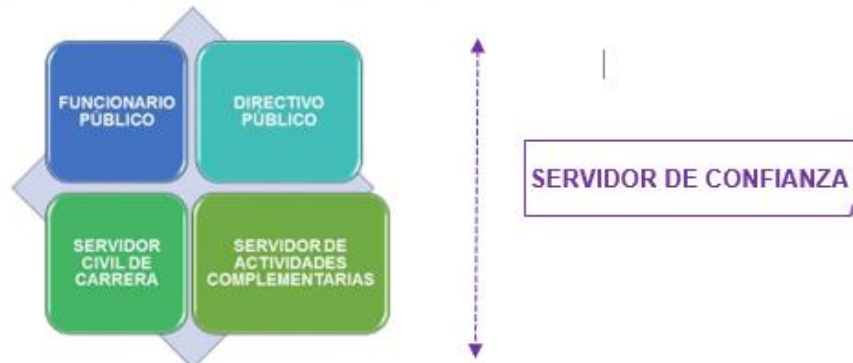 FUNCIONARIO
PÚBLICO
DIRECTIVO
PÚBLICO
SERVIDOR
CIVIL DE
CARRERA
SERVIDOR DE
ACTIVIDADES
COMPLEMENTARIAS
SERVIDOR DE CONFIANZA